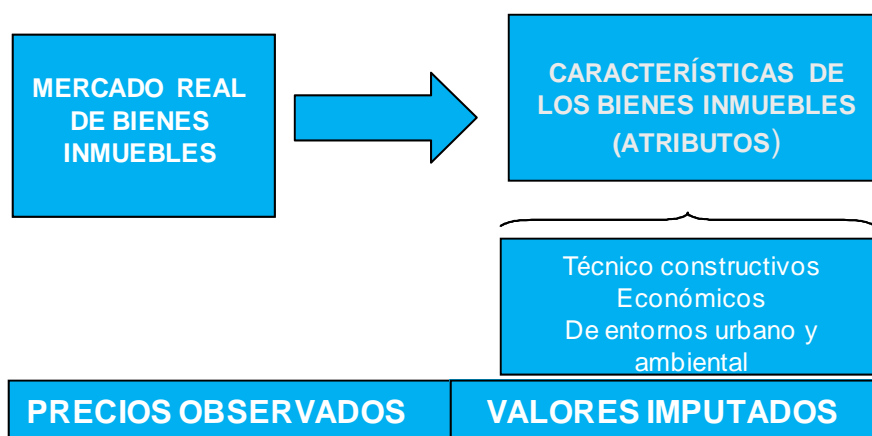 MERCADO REAL
DE BIENES
INMUEBLES
CARACTERÍSTICAS DE
LOS BIENES INMUEBLES
(ATRIBUTOS)
Técnico constructivos
Económicos
De entornos urbano y
ambiental
PRECIOS OBSERVADOS
VALORES IMPUTADOS